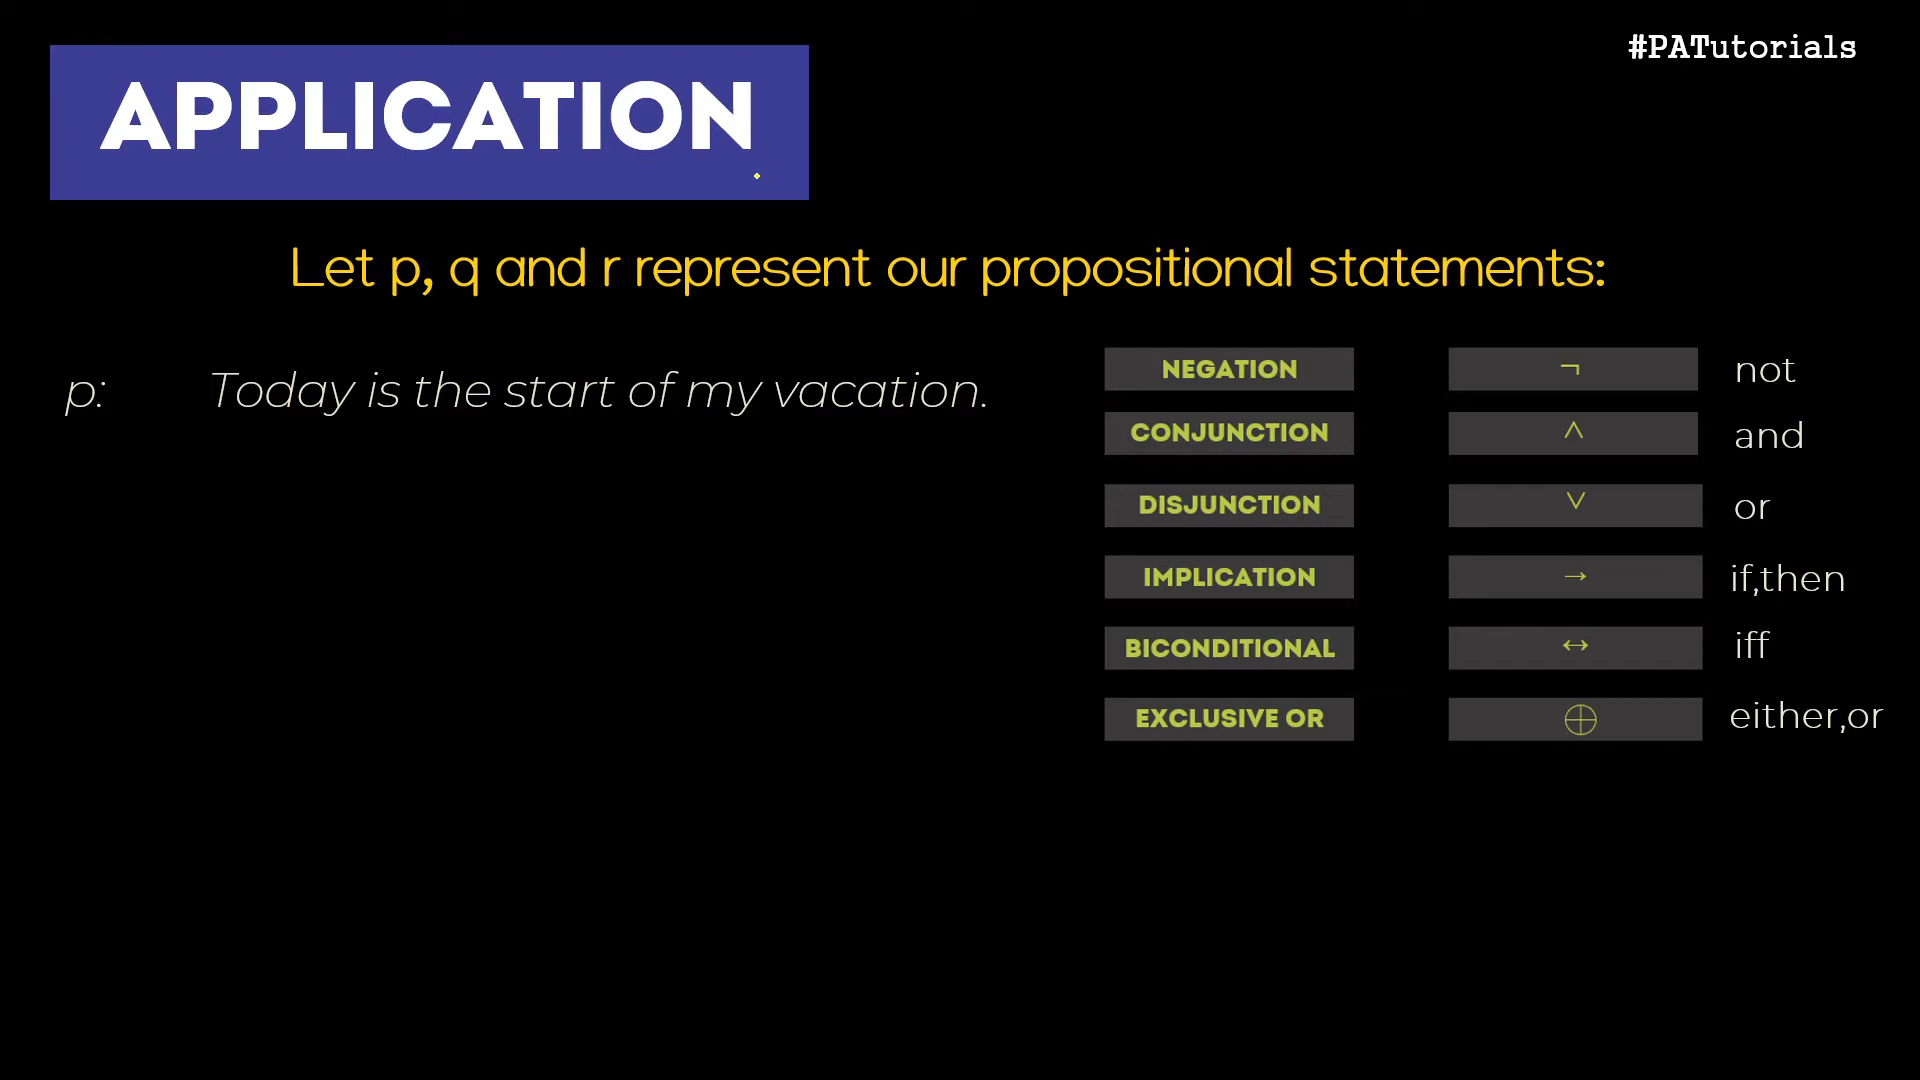 #PATutorials
APPLICATION
Let p, q and r represent our propositional statements:
p: Today is the start of my vacation.
NEGATION ¬ not
CONJUNCTION ∧ and
DISJUNCTION ∨ or
IMPLICATION → if,then
BICONDITIONAL ↔ iff
EXCLUSIVE OR ⊕ either,or